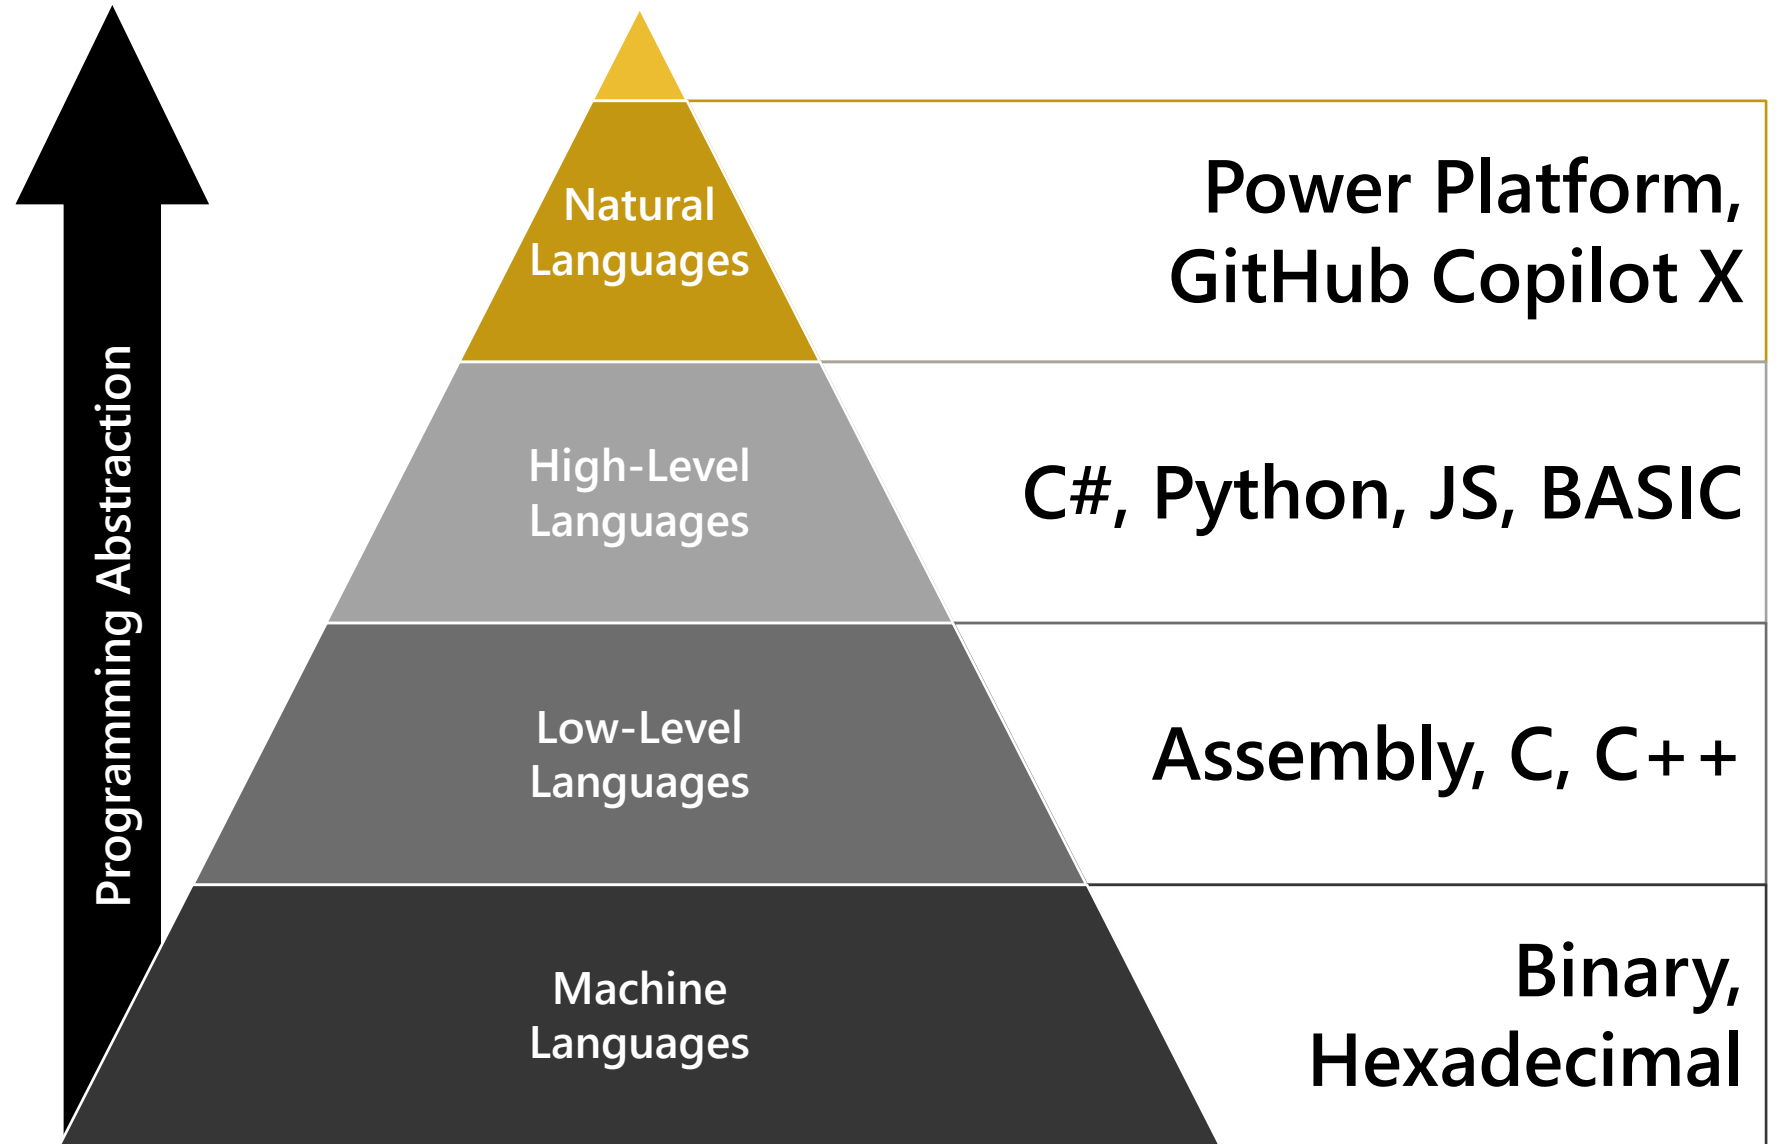 Programming Abstraction
Natural
Languages
Power Platform,
GitHub Copilot X
High-Level
Languages
C#, Python, JS, BASIC
Low-Level
Languages
Assembly, C, C++
Machine
Languages
Binary,
Hexadecimal